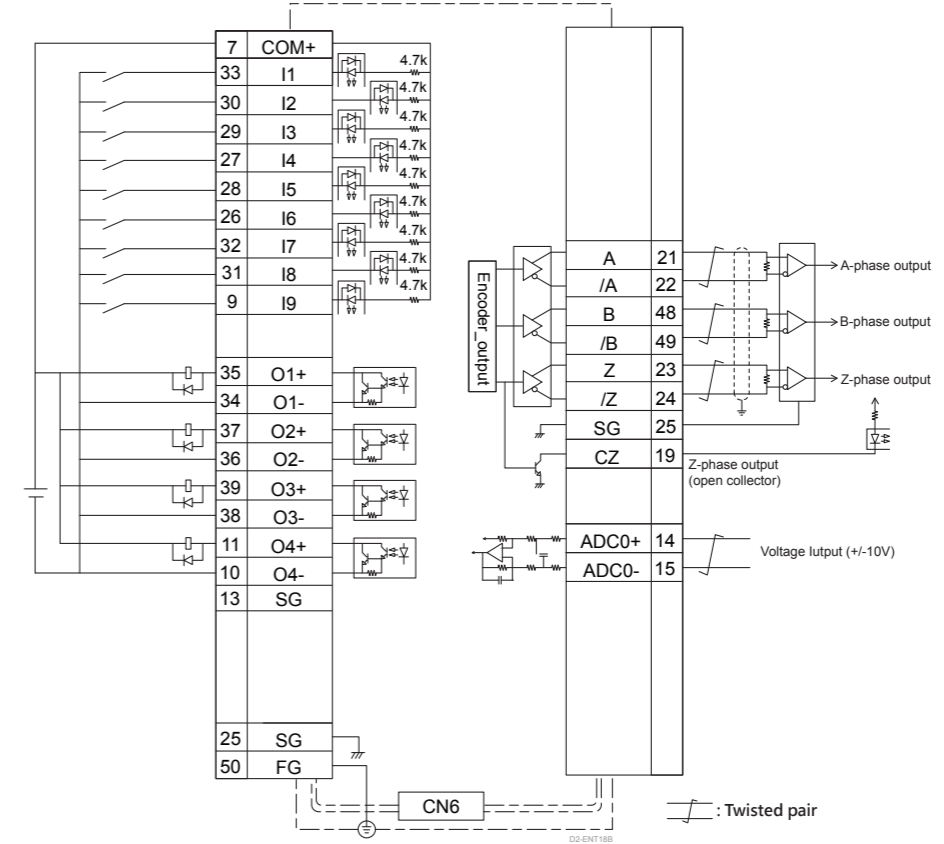 7 COM+
4.7k
33 I1
4.7k
30 I2
4.7k
29 I3
4.7k
27 I4
4.7k
28 I5
4.7k
26 I6
4.7k
32 I7
4.7k
31 I8
4.7k
9 I9
35 O1+
34 O1-
37 O2+
36 O2-
39 O3+
38 O3-
11 O4+
10 O4-
13 SG
25 SG
50 FG
CN6
Encoder_output
A 21
/A 22
B 48
/B 49
Z 23
/Z 24
SG 25
CZ 19
ADC0+ 14
ADC0- 15
A-phase output
B-phase output
Z-phase output
Z-phase output
(open collector)
Voltage Iutput (+/-10V)
: Twisted pair
D2-ENT18B